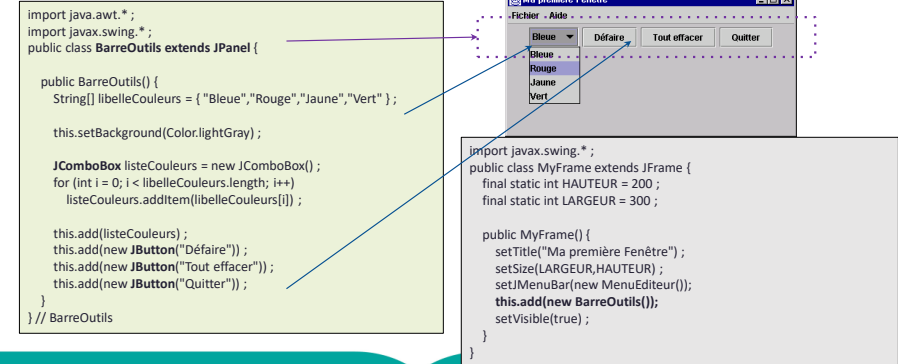 import java.awt.* ;
import javax.swing.* ;
public class BarreOutils extends JPanel {
public BarreOutils() {
String[] libelleCouleurs = { "Bleue","Rouge","Jaune","Vert" } ;
this.setBackground(Color.lightGray) ;
JComboBox listeCouleurs = new JComboBox() ;
for (int i = 0; i < libelleCouleurs.length; i++)
listeCouleurs.addItem(libelleCouleurs[i]) ;
this.add(listeCouleurs) ;
this.add(new JButton("Défaire")) ;
this.add(new JButton("Tout effacer")) ;
this.add(new JButton("Quitter")) ;
}
} // BarreOutils
Ma première Fenêtre
Fichier Aide
Bleue Défaire Tout effacer Quitter
Bleue
Rouge
Jaune
Vert
import javax.swing.* ;
public class MyFrame extends JFrame {
final static int HAUTEUR = 200 ;
final static int LARGEUR = 300 ;
public MyFrame() {
setTitle("Ma première Fenêtre") ;
setSize(LARGEUR,HAUTEUR) ;
setJMenuBar(new MenuEditeur());
this.add(new BarreOutils());
setVisible(true) ;
}
}